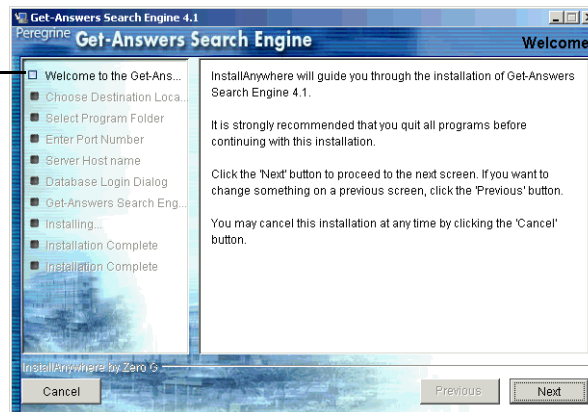 Get-Answers Search Engine 4.1
Peregrine Get-Answers Search Engine
Welcome
Welcome to the Get-Ans...
Choose Destination Loca...
Select Program Folder
Enter Port Number
Server Host name
Database Login Dialog
Get-Answers Search Eng...
Installing...
Installation Complete
Installation Complete
InstallAnywhere will guide you through the installation of Get-Answers
Search Engine 4.1.
It is strongly recommended that you quit all programs before
continuing with this installation.
Click the 'Next' button to proceed to the next screen. If you want to
change something on a previous screen, click the 'Previous' button.
You may cancel this installation at any time by clicking the 'Cancel'
button.
InstallAnywhere by Zero G
Cancel
Previous
Next